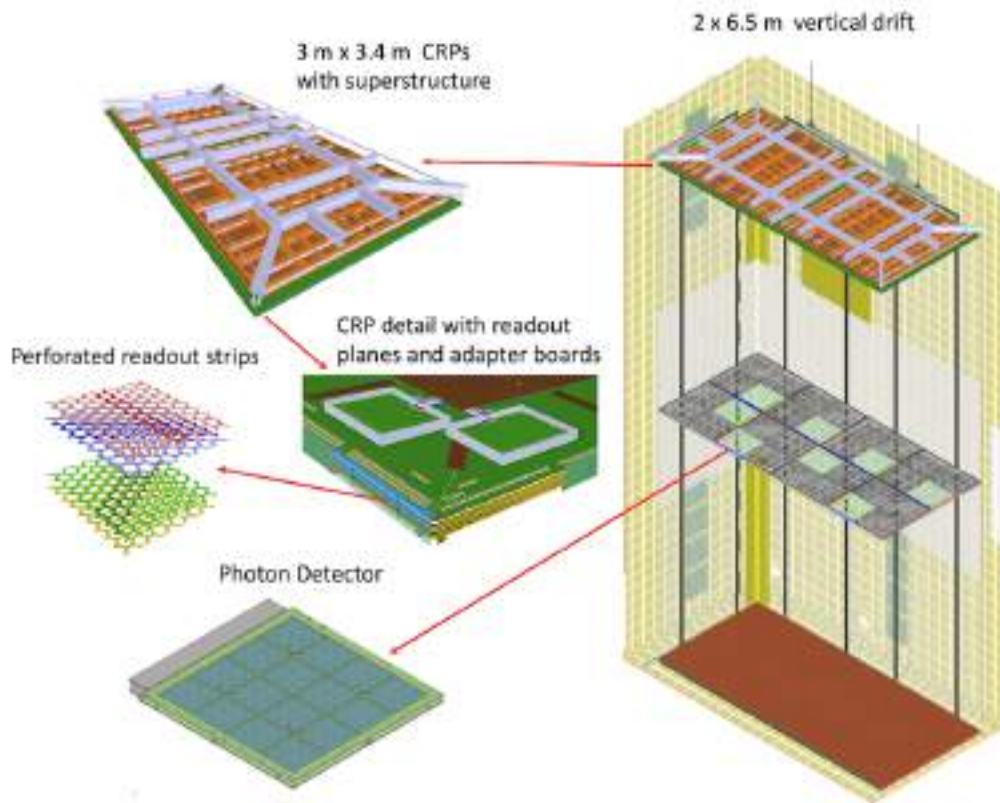 2 x 6.5 m vertical drift
3 m x 3.4 m CRPs
with superstructure
CRP detail with readout
planes and adapter boards
Perforated readout strips
Photon Detector